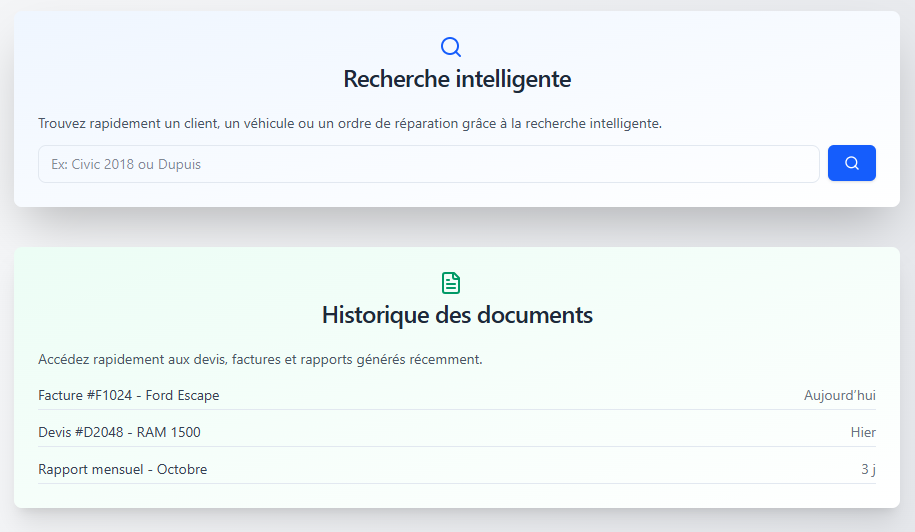 Recherche intelligente
Trouvez rapidement un client, un véhicule ou un ordre de réparation grâce à la recherche intelligente.
Ex: Civic 2018 ou Dupuis
Historique des documents
Accédez rapidement aux devis, factures et rapports générés récemment.
Facture #F1024 - Ford Escape Aujourd’hui
Devis #D2048 - RAM 1500 Hier
Rapport mensuel - Octobre 3 j